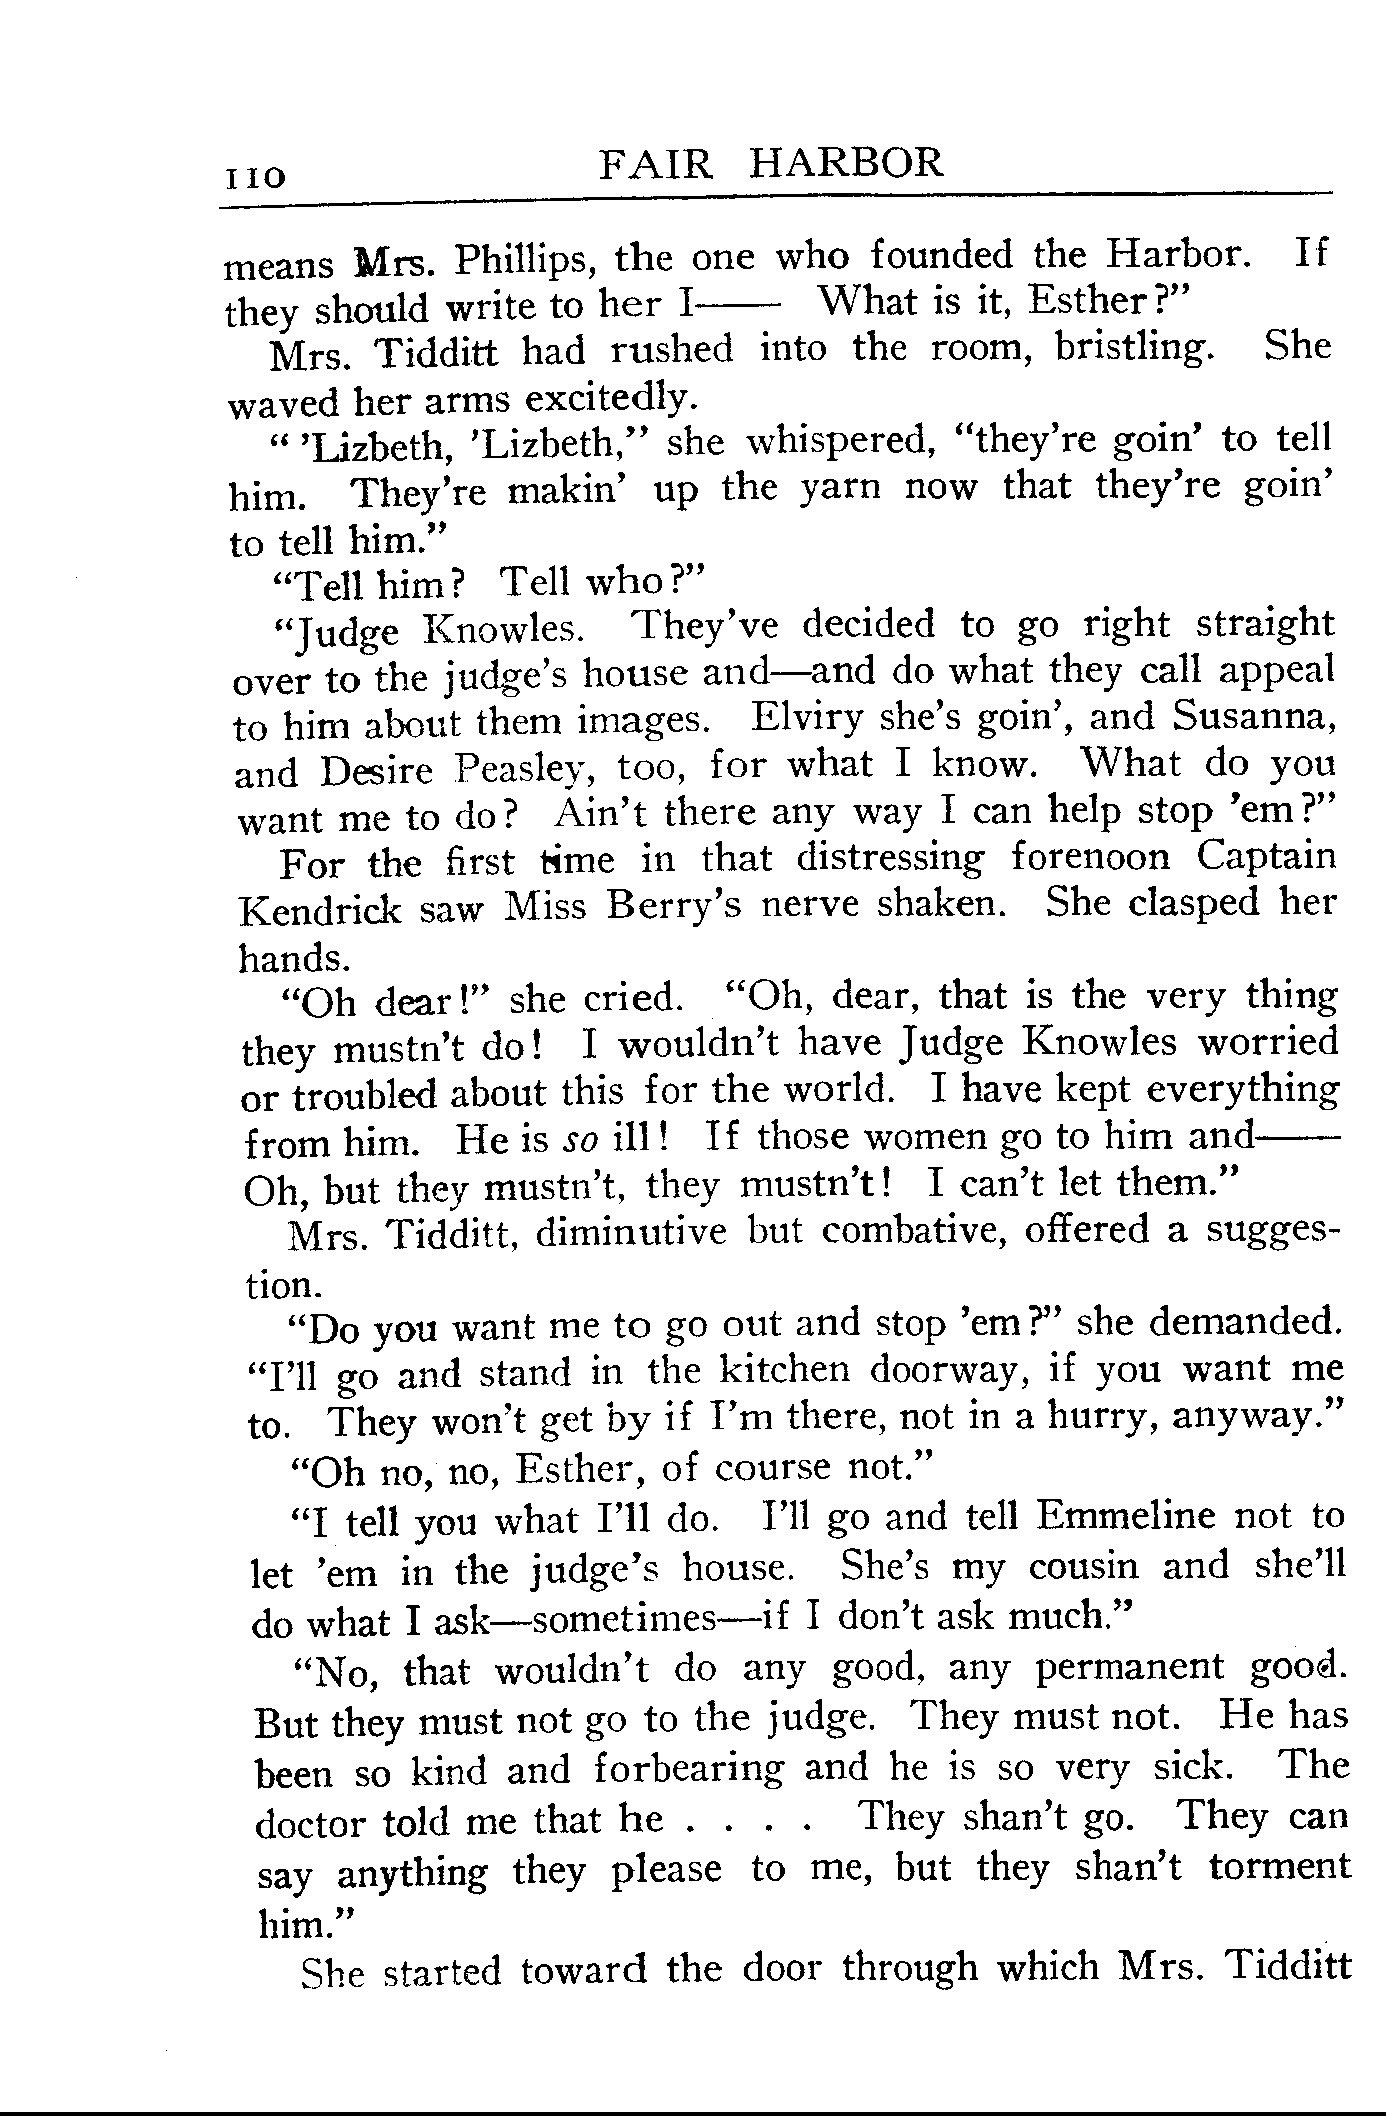 110 FAIR HARBOR
means Mrs. Phillips, the one who founded the Harbor. If
they should write to her I—— What is it, Esther?”
Mrs. Tidditt had rushed into the room, bristling. She
waved her arms excitedly.
“ ’Lizbeth, ’Lizbeth,” she whispered, “they’re goin’ to tell
him. They’re makin’ up the yarn now that they’re goin’
to tell him.”
“Tell him? Tell who?”
“Judge Knowles. They’ve decided to go right straight
over to the judge’s house and—and do what they call appeal
to him about them images. Elviry she’s goin’, and Susanna,
and Desire Peasley, too, for what I know. What do you
want me to do? Ain’t there any way I can help stop ’em?”
For the first time in that distressing forenoon Captain
Kendrick saw Miss Berry’s nerve shaken. She clasped her
hands.
“Oh dear!” she cried. “Oh, dear, that is the very thing
they mustn’t do! I wouldn’t have Judge Knowles worried
or troubled about this for the world. I have kept everything
from him. He is so ill! If those women go to him and——
Oh, but they mustn’t, they mustn’t! I can’t let them.”
Mrs. Tidditt, diminutive but combative, offered a sugges-
tion.
“Do you want me to go out and stop ’em?” she demanded.
“I’ll go and stand in the kitchen doorway, if you want me
to. They won’t get by if I’m there, not in a hurry, anyway.”
“Oh no, no, Esther, of course not.”
“I tell you what I’ll do. I’ll go and tell Emmeline not to
let ’em in the judge’s house. She’s my cousin and she’ll
do what I ask—sometimes—if I don’t ask much.”
“No, that wouldn’t do any good, any permanent good.
But they must not go to the judge. They must not. He has
been so kind and forbearing and he is so very sick. The
doctor told me that he . . . . They shan’t go. They can
say anything they please to me, but they shan’t torment
him.”
She started toward the door through which Mrs. Tidditt